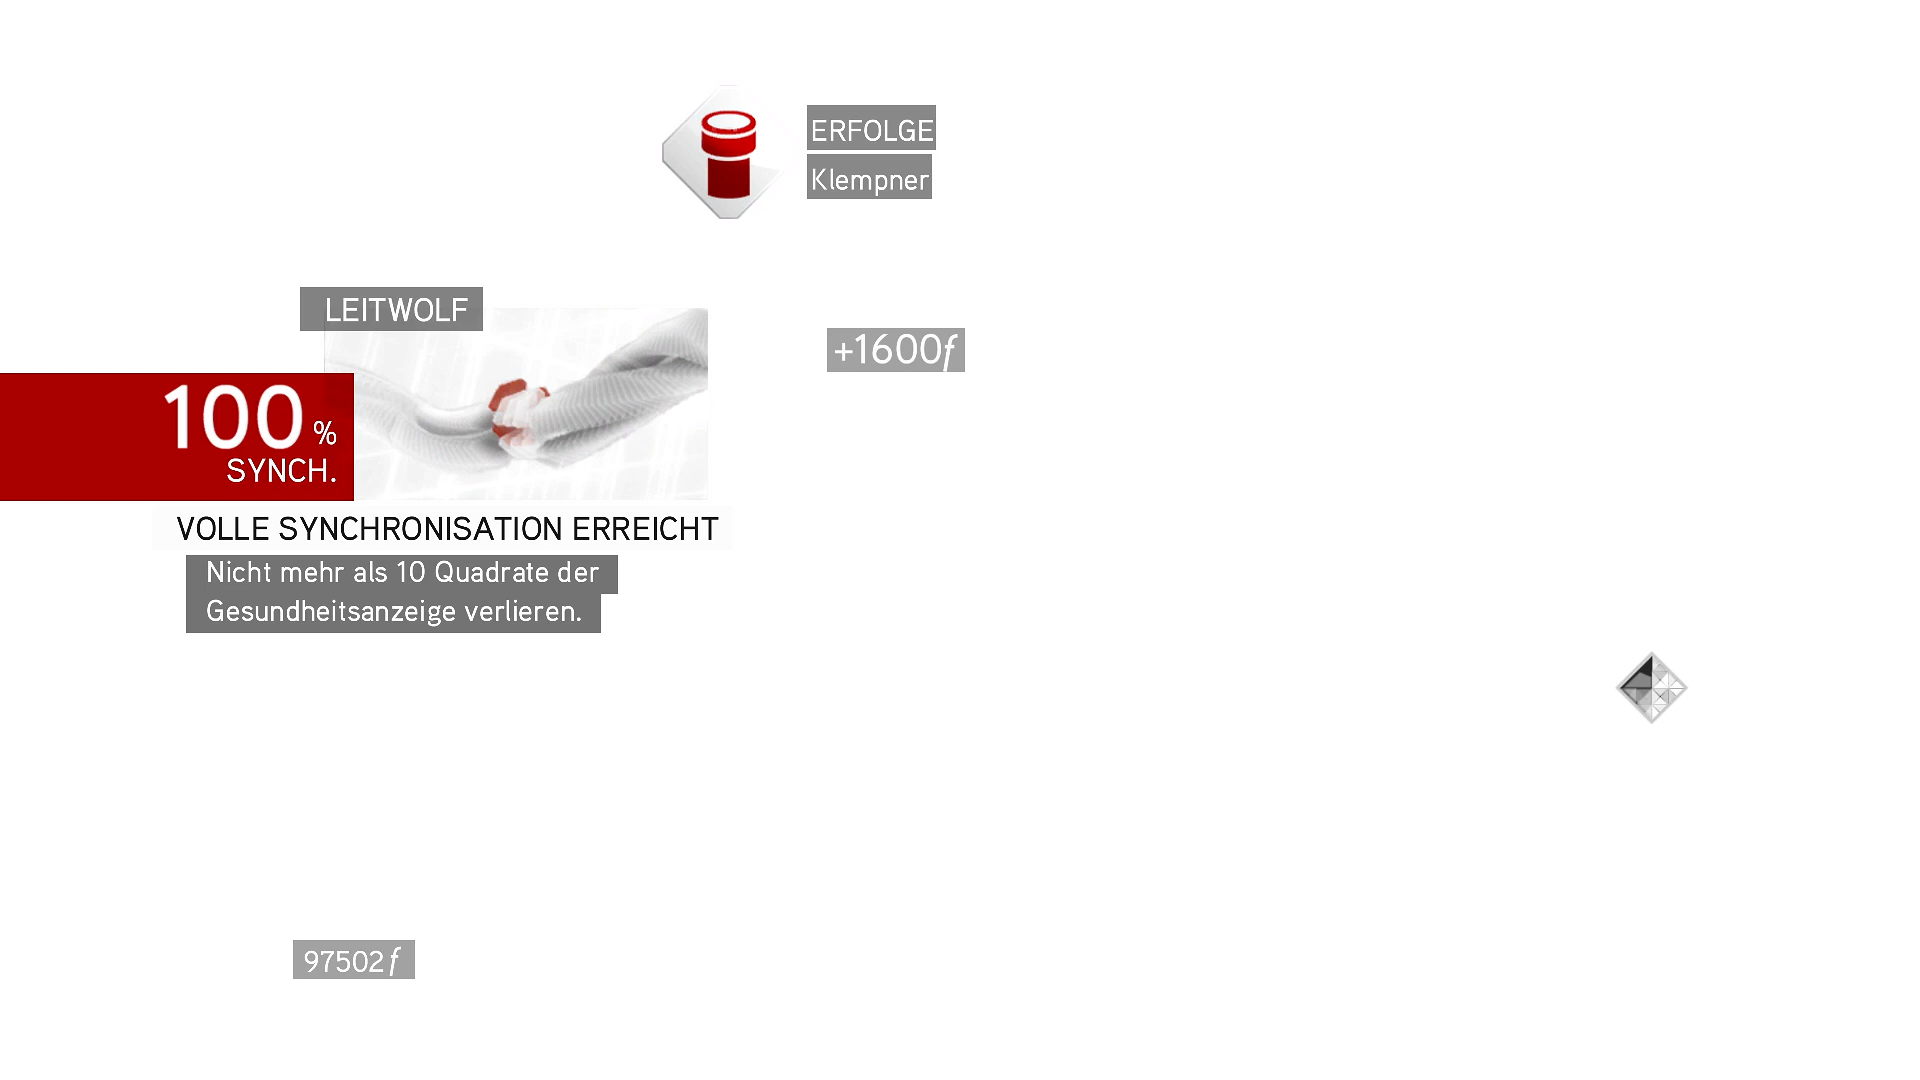 ERFOLGE
Klempner
LEITWOLF
+1600ƒ
100 %
SYNCH.
VOLLE SYNCHRONISATION ERREICHT
Nicht mehr als 10 Quadrate der
Gesundheitsanzeige verlieren.
97502ƒ